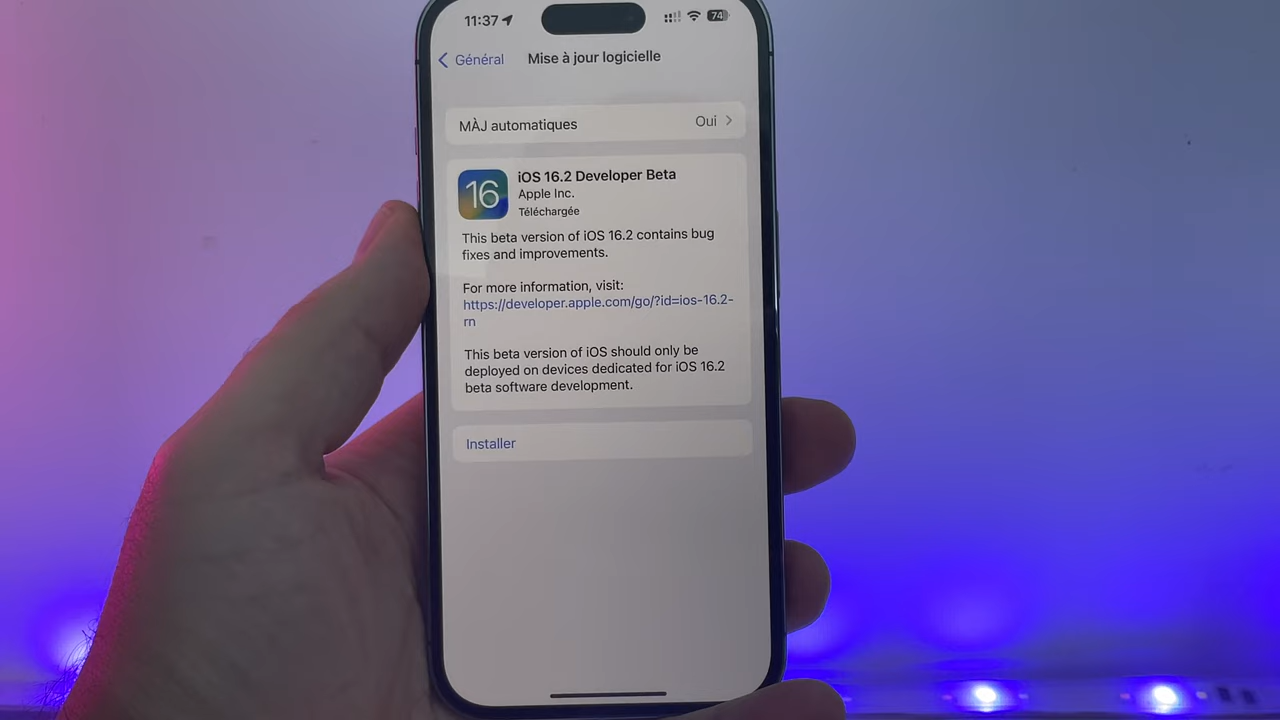 11:37
74
Général
Mise à jour logicielle
MÀJ automatiques
Oui
16
iOS 16.2 Developer Beta
Apple Inc.
Téléchargée
This beta version of iOS 16.2 contains bug
fixes and improvements.
For more information, visit:
https://developer.apple.com/go/?id=ios-16.2-
rn
This beta version of iOS should only be
deployed on devices dedicated for iOS 16.2
beta software development.
Installer